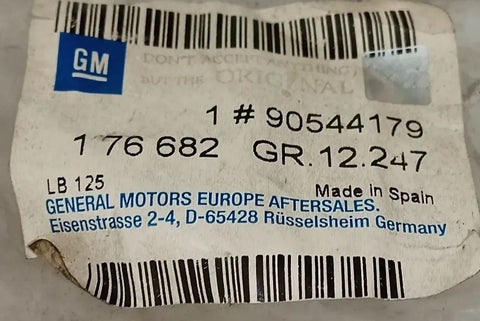 GM
DON'T ACCEPT ANYTHING
BUT THE ORIGINAL
1 # 90544179
1 76 682 GR.12.247
LB 125
Made in Spain
GENERAL MOTORS EUROPE AFTERSALES.
Eisenstrasse 2-4, D-65428 Rüsselsheim Germany